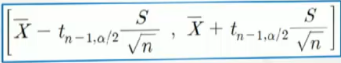 [X̄ − t_{n−1,α/2} S/√n , X̄ + t_{n−1,α/2} S/√n]